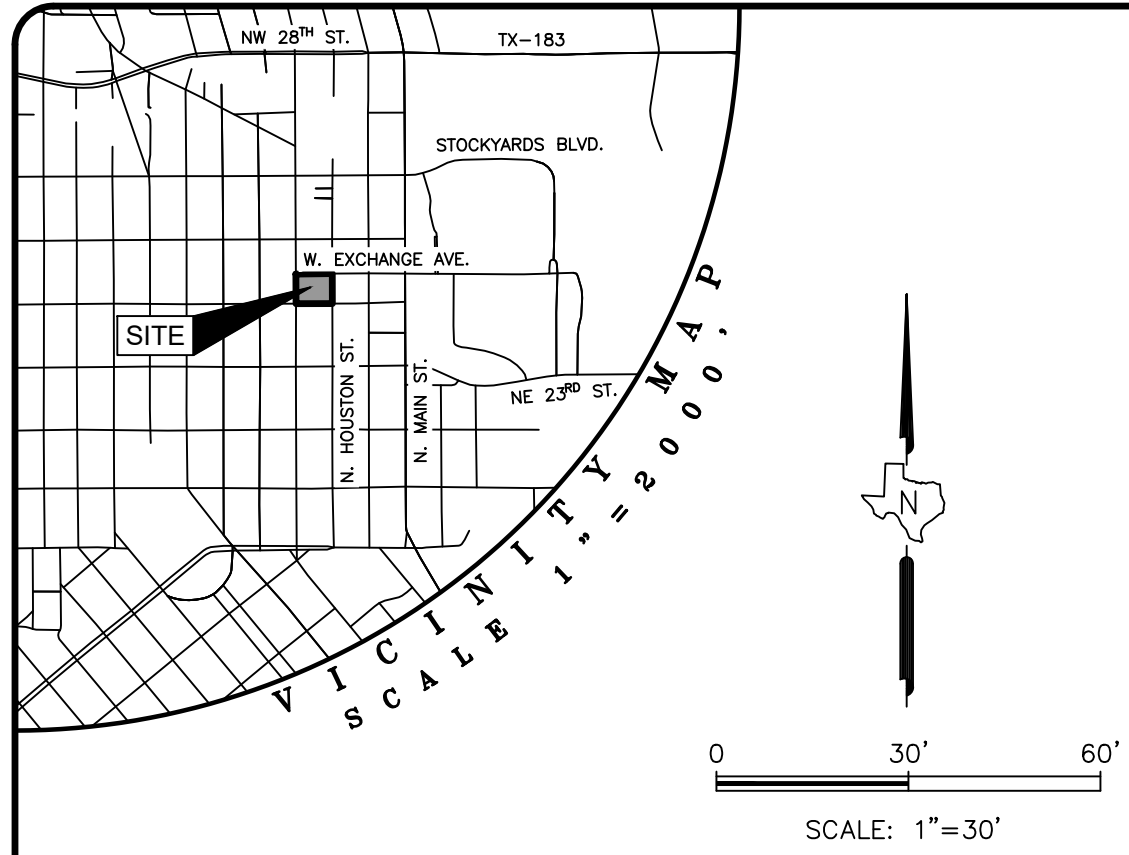 NW 28TH ST.
TX-183
STOCKYARDS BLVD.
W. EXCHANGE AVE.
SITE
N. HOUSTON ST.
N. MAIN ST.
NE 23RD ST.
VICINITY MAP
SCALE 1"=2000'
N
0 30' 60'
SCALE: 1"=30'